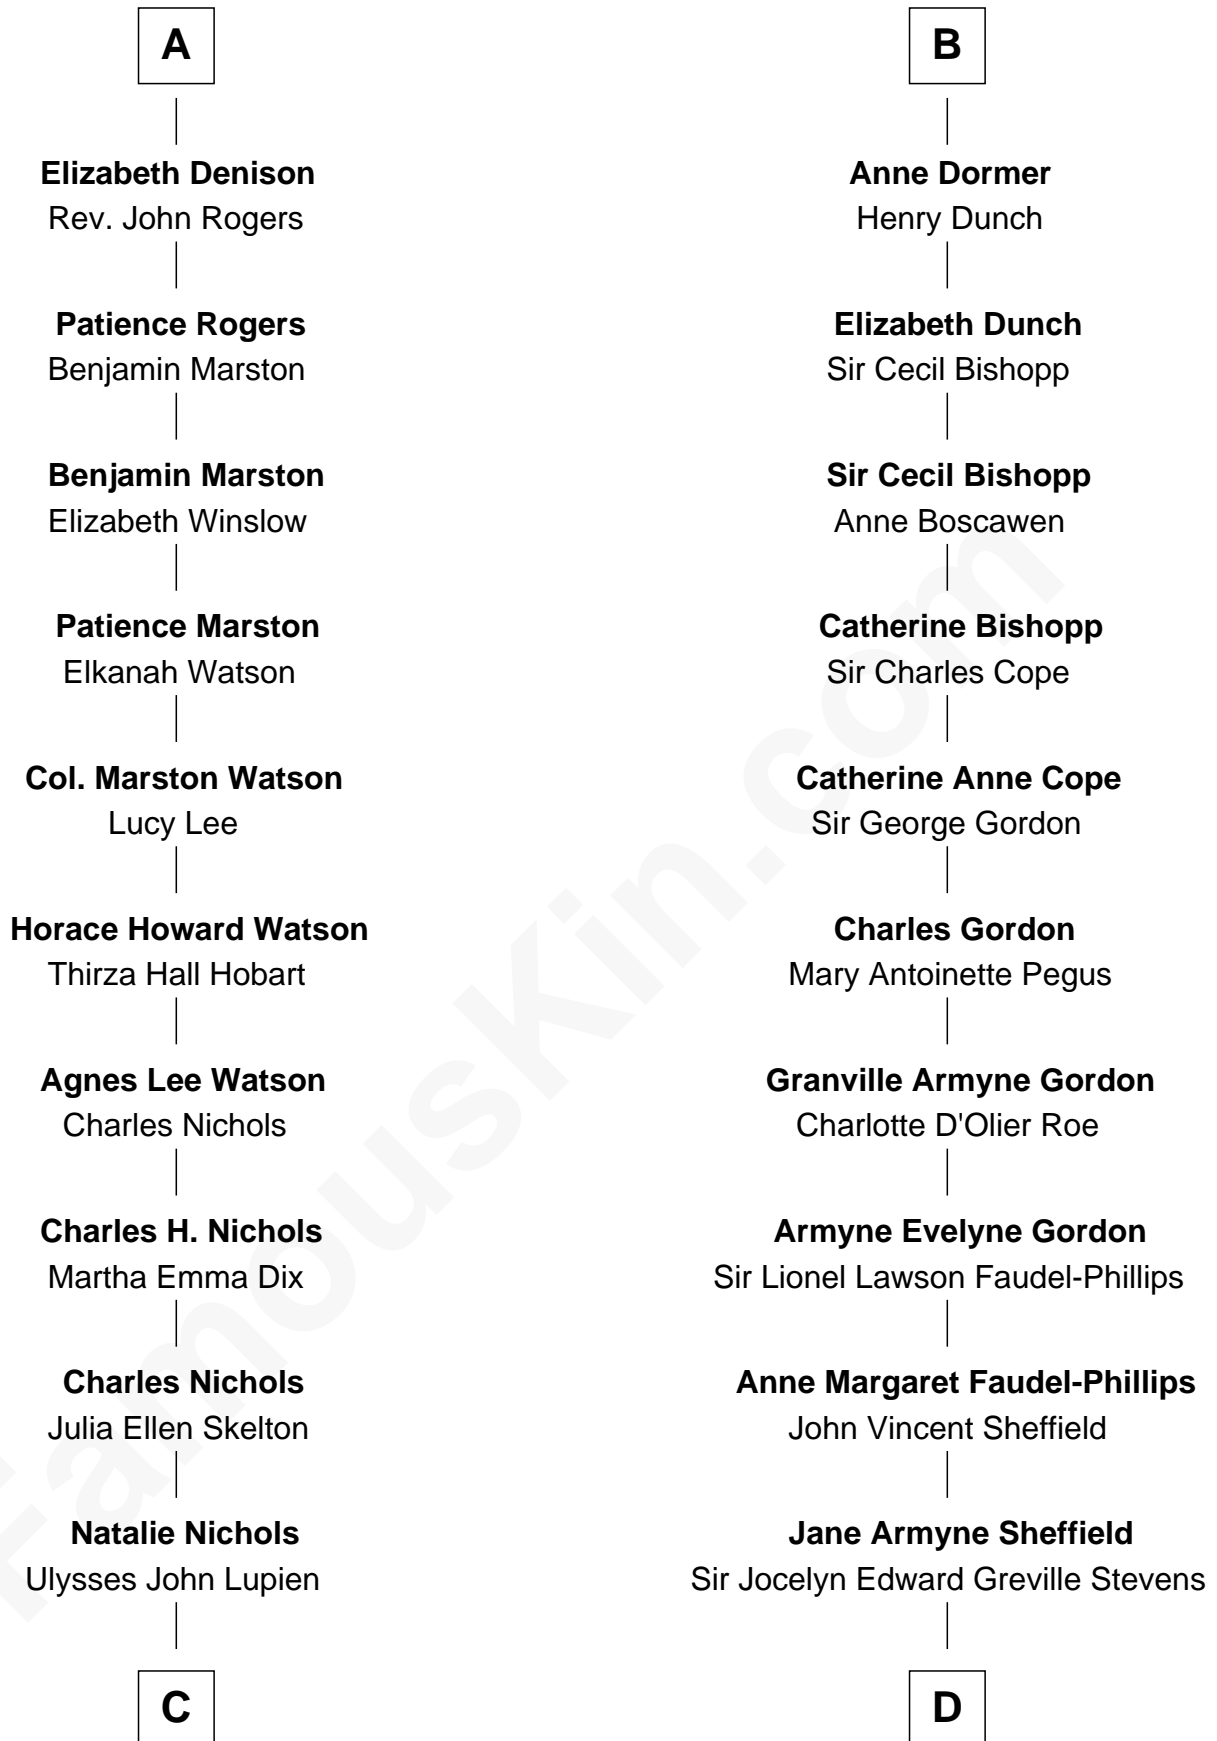 A
Elizabeth Denison
Rev. John Rogers
Patience Rogers
Benjamin Marston
Benjamin Marston
Elizabeth Winslow
Patience Marston
Elkanah Watson
Col. Marston Watson
Lucy Lee
Horace Howard Watson
Thirza Hall Hobart
Agnes Lee Watson
Charles Nichols
Charles H. Nichols
Martha Emma Dix
Charles Nichols
Julia Ellen Skelton
Natalie Nichols
Ulysses John Lupien
C
B
Anne Dormer
Henry Dunch
Elizabeth Dunch
Sir Cecil Bishopp
Sir Cecil Bishopp
Anne Boscawen
Catherine Bishopp
Sir Charles Cope
Catherine Anne Cope
Sir George Gordon
Charles Gordon
Mary Antoinette Pegus
Granville Armyne Gordon
Charlotte D'Olier Roe
Armyne Evelyne Gordon
Sir Lionel Lawson Faudel-Phillips
Anne Margaret Faudel-Phillips
John Vincent Sheffield
Jane Armyne Sheffield
Sir Jocelyn Edward Greville Stevens
D
FamousKin.com